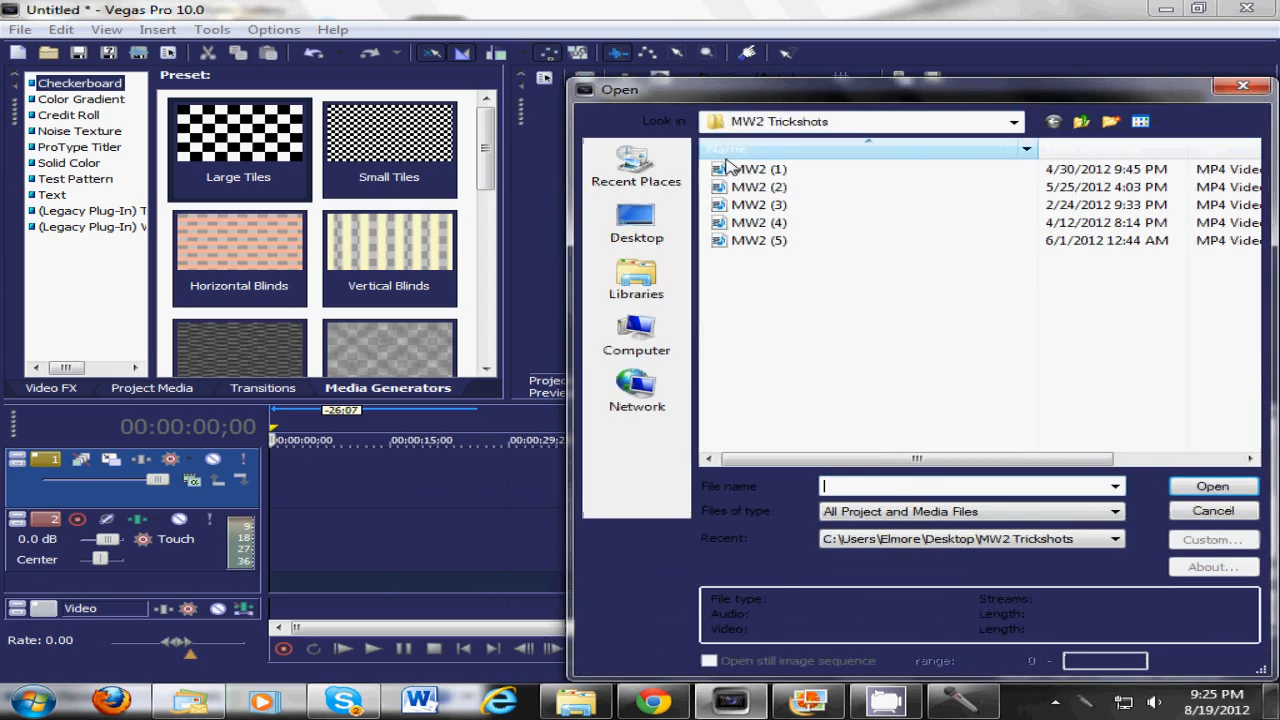 Untitled * - Vegas Pro 10.0
File Edit View Insert Tools Options Help
Checkerboard
Color Gradient
Credit Roll
Noise Texture
ProType Titler
Solid Color
Test Pattern
Text
(Legacy Plug-In) T
(Legacy Plug-In)
Preset:
Large Tiles
Small Tiles
Horizontal Blinds
Vertical Blinds
Video FX Project Media Transitions Media Generators
Preview
Open
Look in: MW2 Trickshots
Name
MW2 (1) 4/30/2012 9:45 PM MP4 Vide
MW2 (2) 5/25/2012 4:03 PM MP4 Vide
MW2 (3) 2/24/2012 9:33 PM MP4 Vide
MW2 (4) 4/12/2012 8:14 PM MP4 Vide
MW2 (5) 6/1/2012 12:44 AM MP4 Vide
Recent Places
Desktop
Libraries
Computer
Network
File name: Open
Files of type: All Project and Media Files Cancel
Recent: C:\Users\Elmore\Desktop\MW2 Trickshots Custom...
About...
File type: Streams:
Audio: Length:
Video: Length:
Open still image sequence range: 0 -
-26:07
00:00:00;00
00:00:00;00 00:00:15;00 00:00:29;2
1
2
0.0 dB Touch
Center
9
18
27
36
Video
Rate: 0.00
9:25 PM
8/19/2012